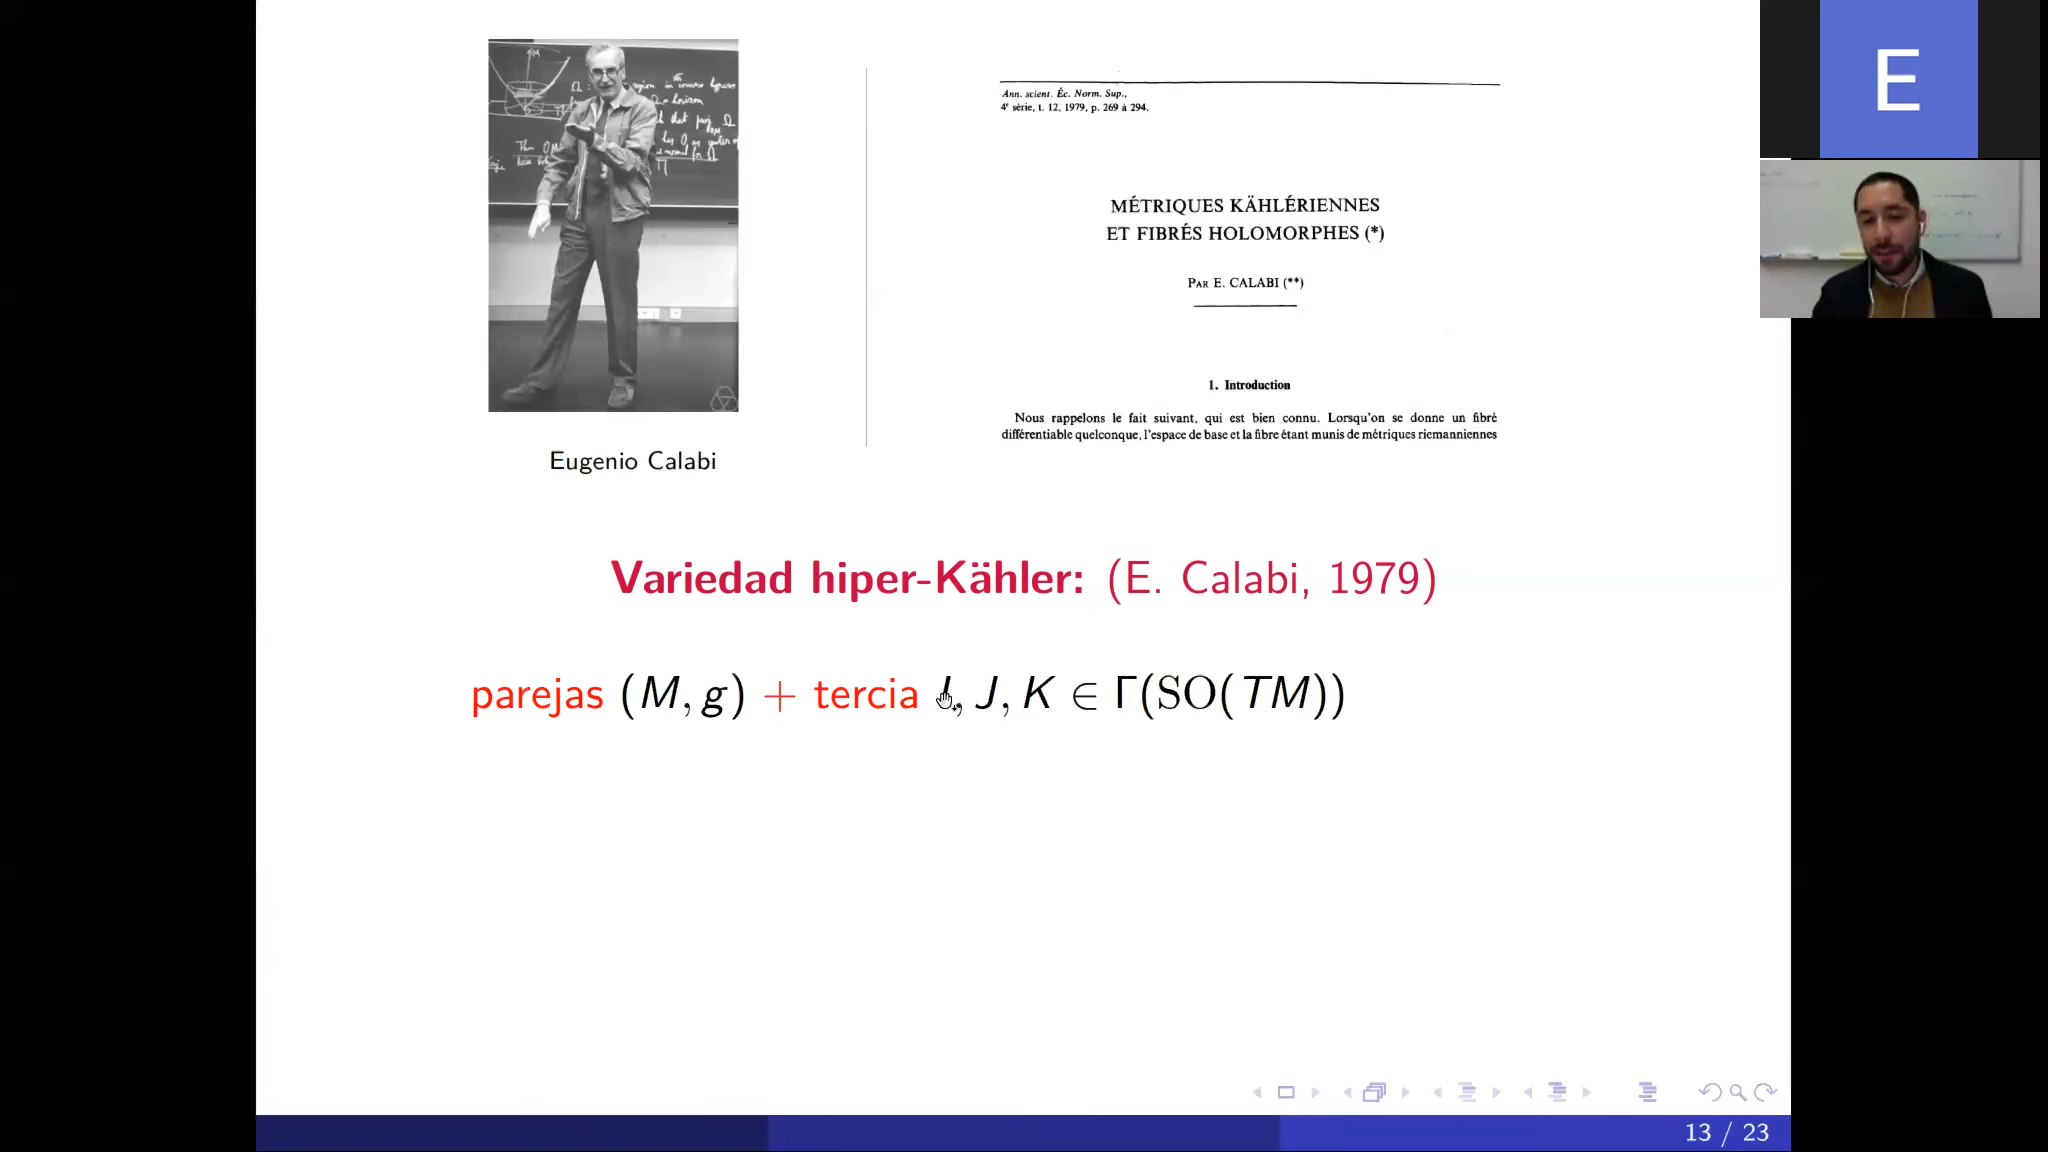 Ann. scient. Éc. Norm. Sup.,
4e série, t. 12, 1979, p. 269 à 294.
MÉTRIQUES KÄHLÉRIENNES
ET FIBRÉS HOLOMORPHES (*)
PAR E. CALABI (**)
1. Introduction
Nous rappelons le fait suivant, qui est bien connu. Lorsqu'on se donne un fibré
différentiable quelconque, l'espace de base et la fibre étant munis de métriques riemanniennes
Eugenio Calabi
Variedad hiper-Kähler: (E. Calabi, 1979)
parejas (M, g) + tercia I, J, K ∈ Γ(SO(TM))
13 / 23
E